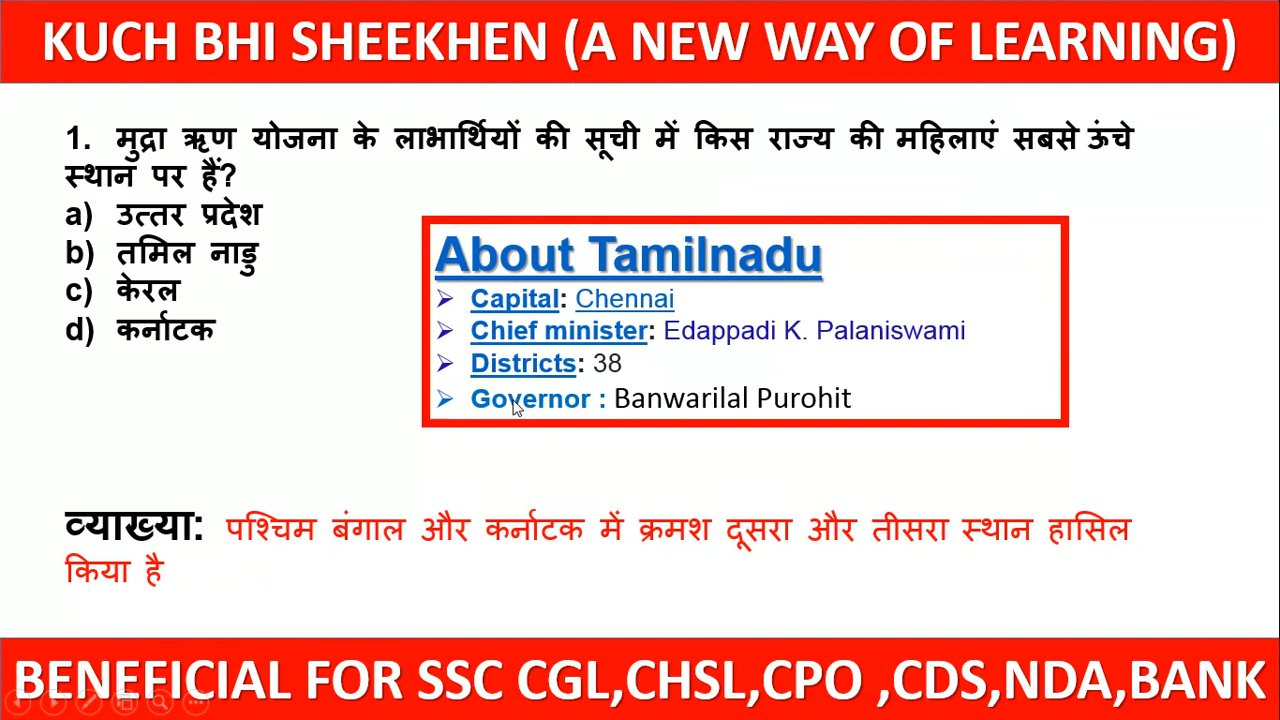 KUCH BHI SHEEKHEN (A NEW WAY OF LEARNING)
1. मुद्रा ऋण योजना के लाभार्थियों की सूची में किस राज्य की महिलाएं सबसे ऊंचे
स्थान पर हैं?
a) उत्तर प्रदेश
b) तमिल नाडु
c) केरल
d) कर्नाटक
About Tamilnadu
➢ Capital: Chennai
➢ Chief minister: Edappadi K. Palaniswami
➢ Districts: 38
➢ Governor : Banwarilal Purohit
व्याख्या: पश्चिम बंगाल और कर्नाटक में क्रमश दूसरा और तीसरा स्थान हासिल
किया है
BENEFICIAL FOR SSC CGL,CHSL,CPO ,CDS,NDA,BANK